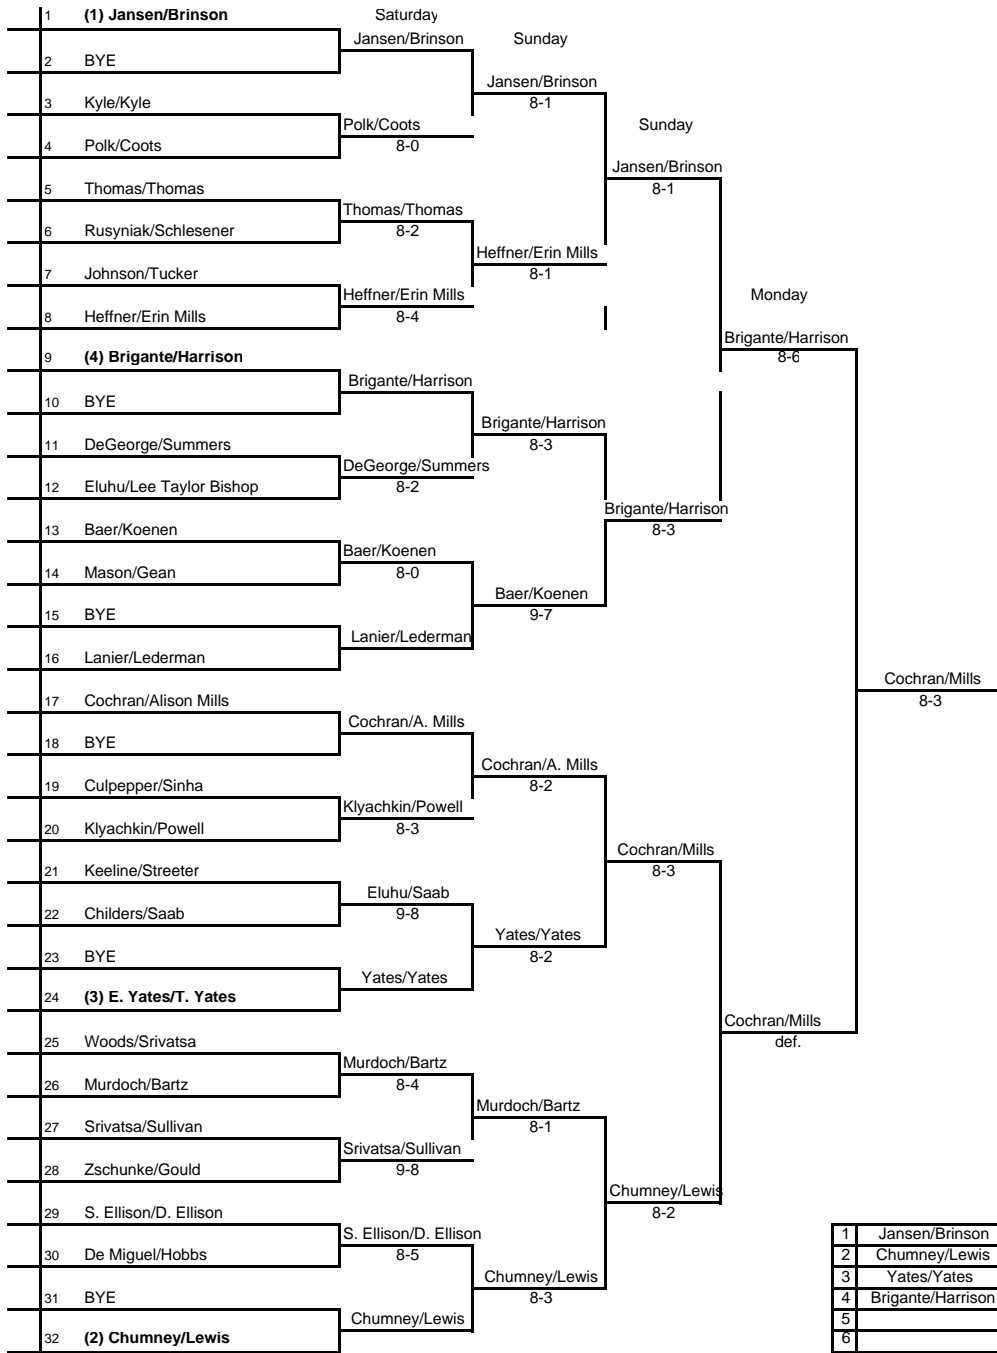 1 (1) Jansen/Brinson Saturday
Jansen/Brinson Sunday
2 BYE
Jansen/Brinson
3 Kyle/Kyle 8-1
Polk/Coots Sunday
4 Polk/Coots 8-0
Jansen/Brinson
5 Thomas/Thomas 8-1
Thomas/Thomas
6 Rusyniak/Schlesener 8-2
Heffner/Erin Mills
7 Johnson/Tucker 8-1
Heffner/Erin Mills Monday
8 Heffner/Erin Mills 8-4
Brigante/Harrison
9 (4) Brigante/Harrison 8-6
Brigante/Harrison
10 BYE
Brigante/Harrison
11 DeGeorge/Summers 8-3
DeGeorge/Summers
12 Eluhu/Lee Taylor Bishop 8-2
Brigante/Harrison
13 Baer/Koenen 8-3
Baer/Koenen
14 Mason/Gean 8-0
Baer/Koenen
15 BYE 9-7
Lanier/Lederman
16 Lanier/Lederman
Cochran/Mills
17 Cochran/Alison Mills 8-3
Cochran/A. Mills
18 BYE
Cochran/A. Mills
19 Culpepper/Sinha 8-2
Klyachkin/Powell
20 Klyachkin/Powell 8-3
Cochran/Mills
21 Keeline/Streeter 8-3
Eluhu/Saab
22 Childers/Saab 9-8
Yates/Yates
23 BYE 8-2
Yates/Yates
24 (3) E. Yates/T. Yates
Cochran/Mills
25 Woods/Srivatsa def.
Murdoch/Bartz
26 Murdoch/Bartz 8-4
Murdoch/Bartz
27 Srivatsa/Sullivan 8-1
Srivatsa/Sullivan
28 Zschunke/Gould 9-8
Chumney/Lewis
29 S. Ellison/D. Ellison 8-2
S. Ellison/D. Ellison 1 Jansen/Brinson
30 De Miguel/Hobbs 8-5 2 Chumney/Lewis
Chumney/Lewis 3 Yates/Yates
31 BYE 8-3 4 Brigante/Harrison
Chumney/Lewis 5
32 (2) Chumney/Lewis 6